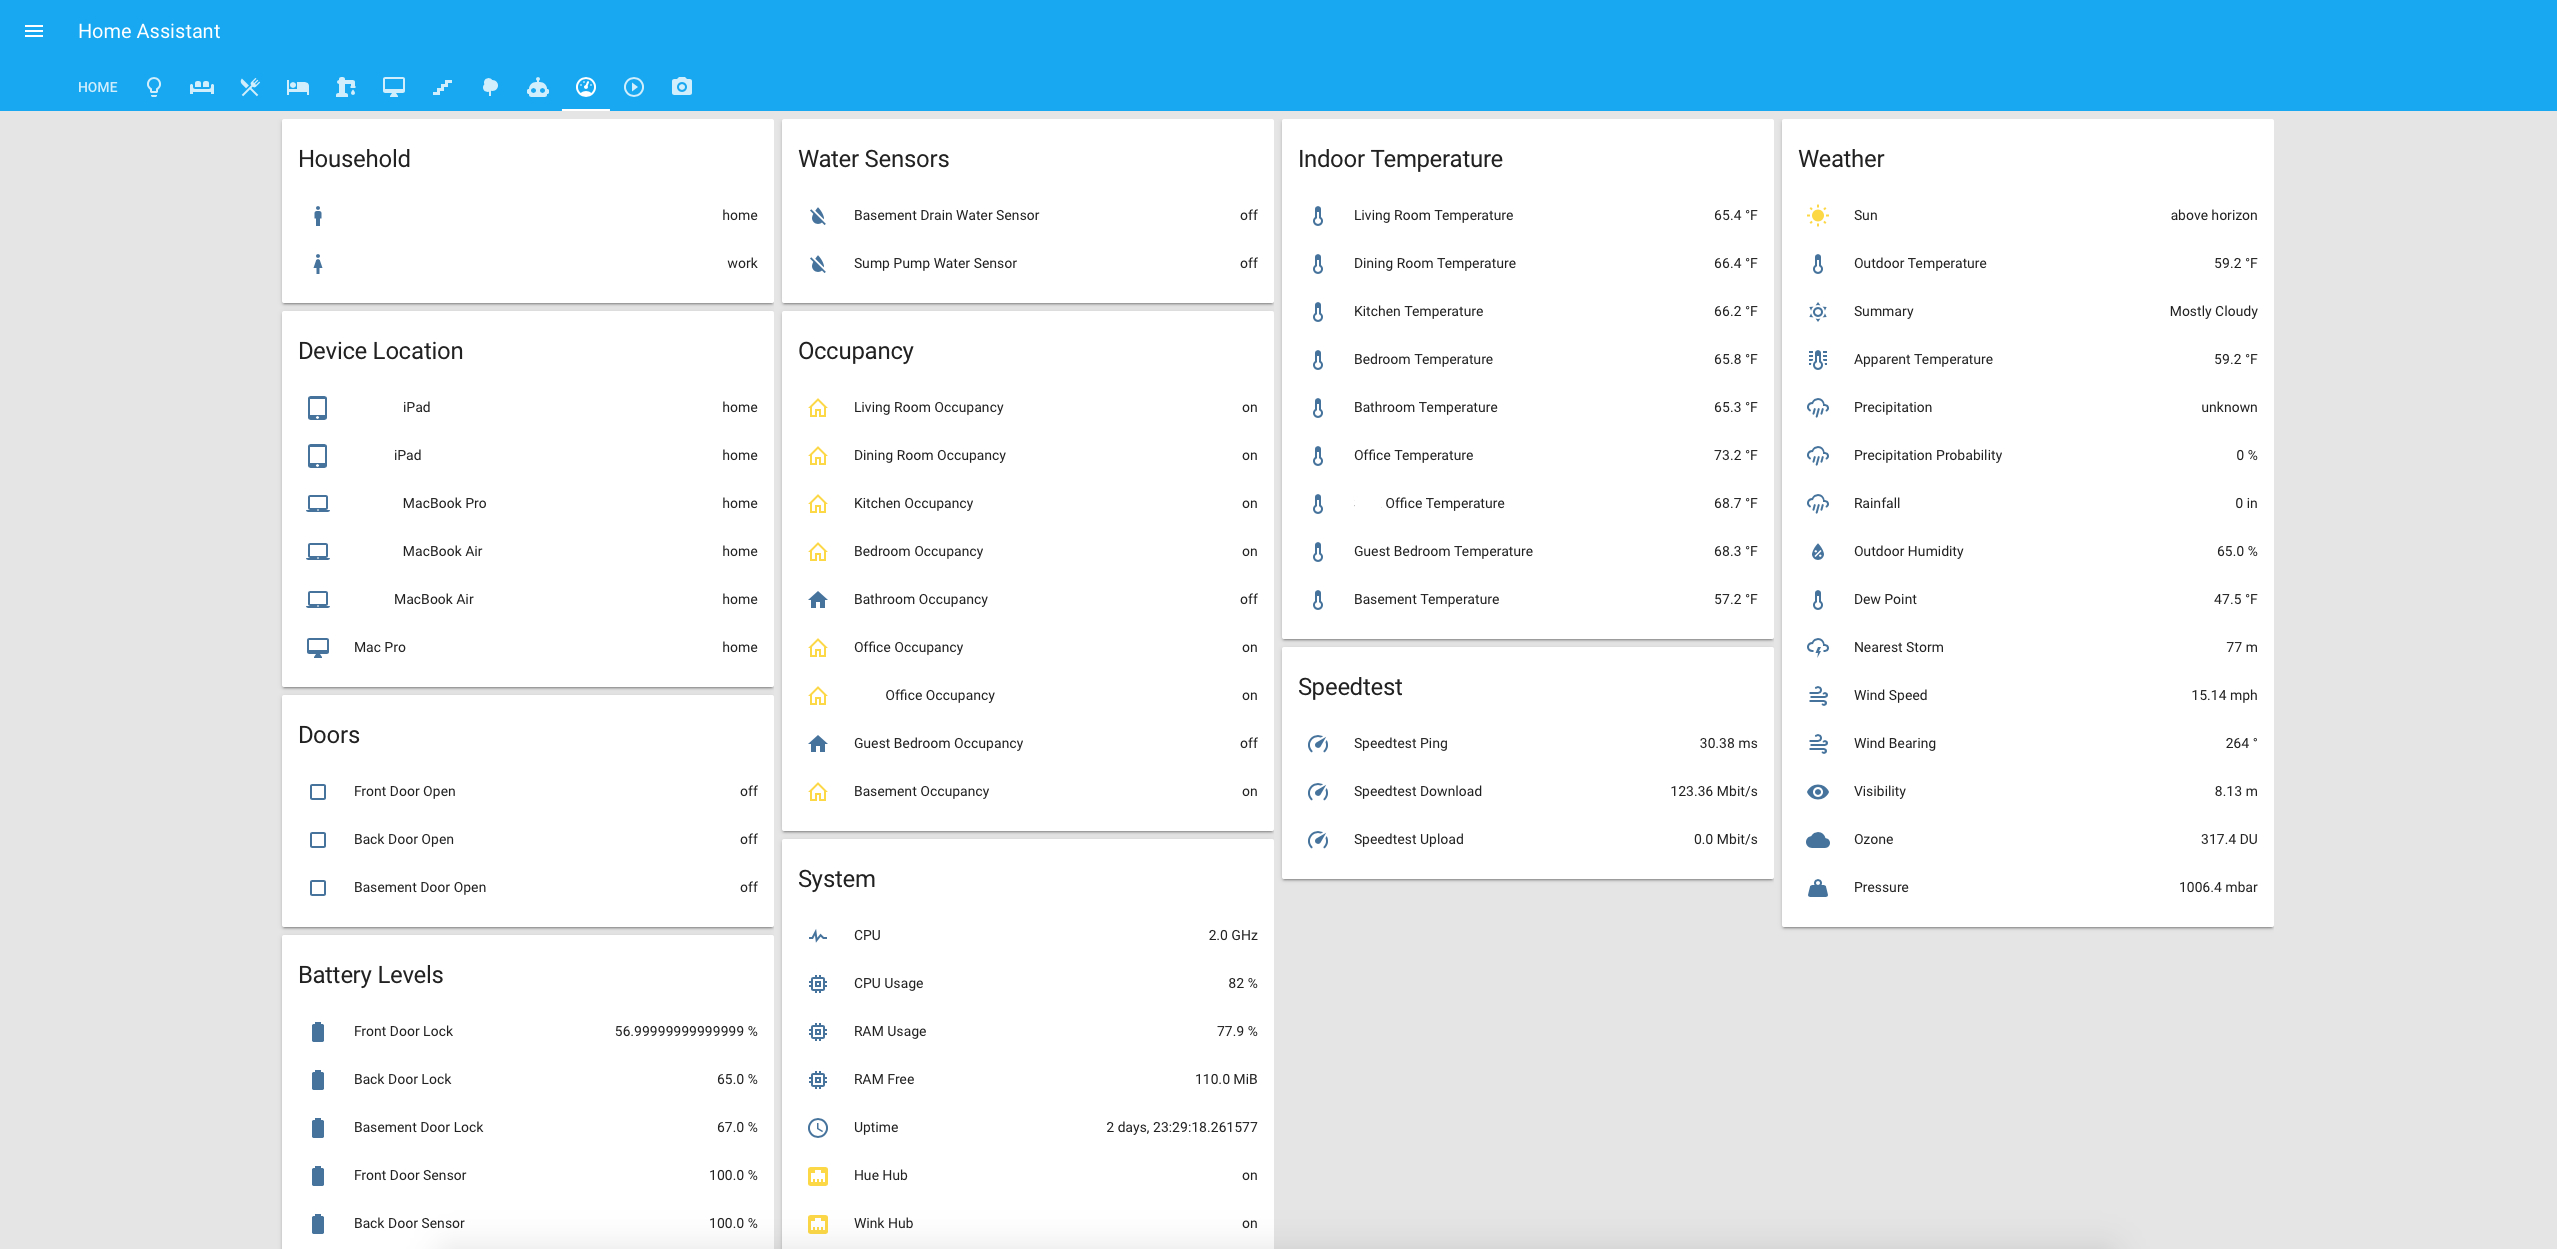 Home Assistant
HOME
Household
home
work
Device Location
iPad home
iPad home
MacBook Pro home
MacBook Air home
MacBook Air home
Mac Pro home
Doors
Front Door Open off
Back Door Open off
Basement Door Open off
Battery Levels
Front Door Lock 56.99999999999999 %
Back Door Lock 65.0 %
Basement Door Lock 67.0 %
Front Door Sensor 100.0 %
Back Door Sensor 100.0 %
Water Sensors
Basement Drain Water Sensor off
Sump Pump Water Sensor off
Occupancy
Living Room Occupancy on
Dining Room Occupancy on
Kitchen Occupancy on
Bedroom Occupancy on
Bathroom Occupancy off
Office Occupancy on
Office Occupancy on
Guest Bedroom Occupancy off
Basement Occupancy on
System
CPU 2.0 GHz
CPU Usage 82 %
RAM Usage 77.9 %
RAM Free 110.0 MiB
Uptime 2 days, 23:29:18.261577
Hue Hub on
Wink Hub on
Indoor Temperature
Living Room Temperature 65.4 °F
Dining Room Temperature 66.4 °F
Kitchen Temperature 66.2 °F
Bedroom Temperature 65.8 °F
Bathroom Temperature 65.3 °F
Office Temperature 73.2 °F
Office Temperature 68.7 °F
Guest Bedroom Temperature 68.3 °F
Basement Temperature 57.2 °F
Speedtest
Speedtest Ping 30.38 ms
Speedtest Download 123.36 Mbit/s
Speedtest Upload 0.0 Mbit/s
Weather
Sun above horizon
Outdoor Temperature 59.2 °F
Summary Mostly Cloudy
Apparent Temperature 59.2 °F
Precipitation unknown
Precipitation Probability 0 %
Rainfall 0 in
Outdoor Humidity 65.0 %
Dew Point 47.5 °F
Nearest Storm 77 m
Wind Speed 15.14 mph
Wind Bearing 264 °
Visibility 8.13 m
Ozone 317.4 DU
Pressure 1006.4 mbar